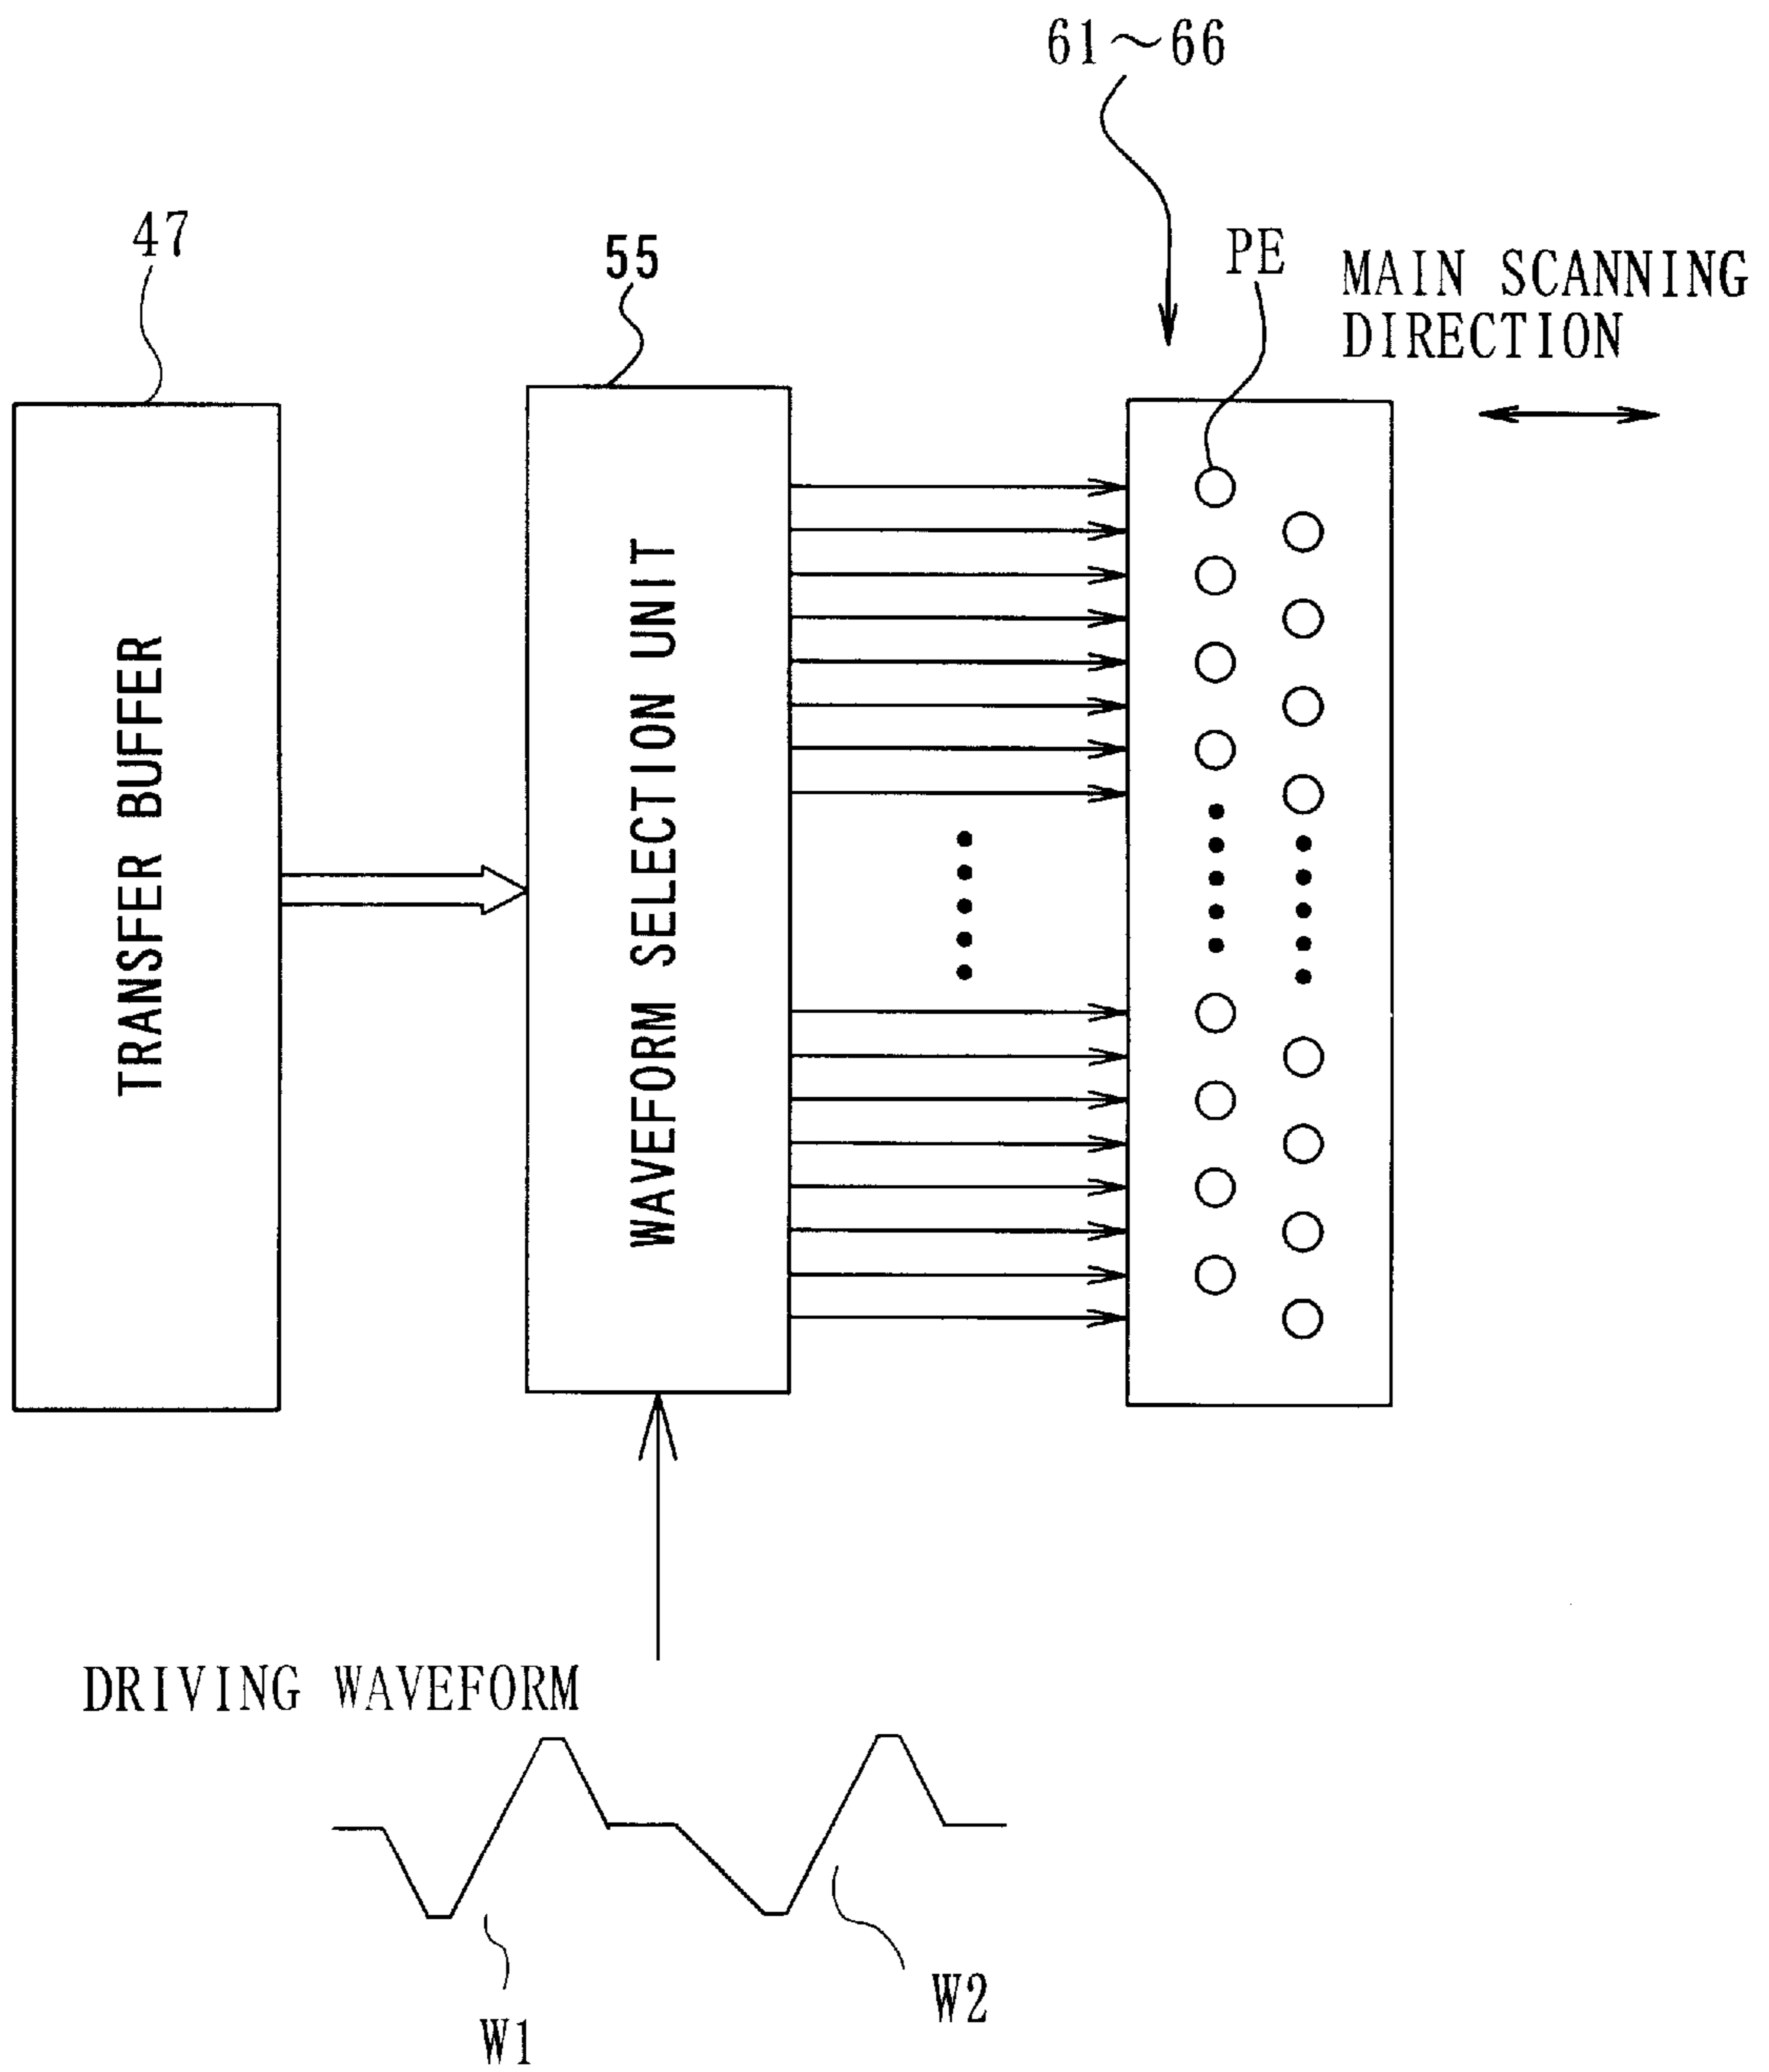 61～66
47
55
PE
MAIN SCANNING
DIRECTION
TRANSFER BUFFER
WAVEFORM SELECTION UNIT
DRIVING WAVEFORM
W1
W2